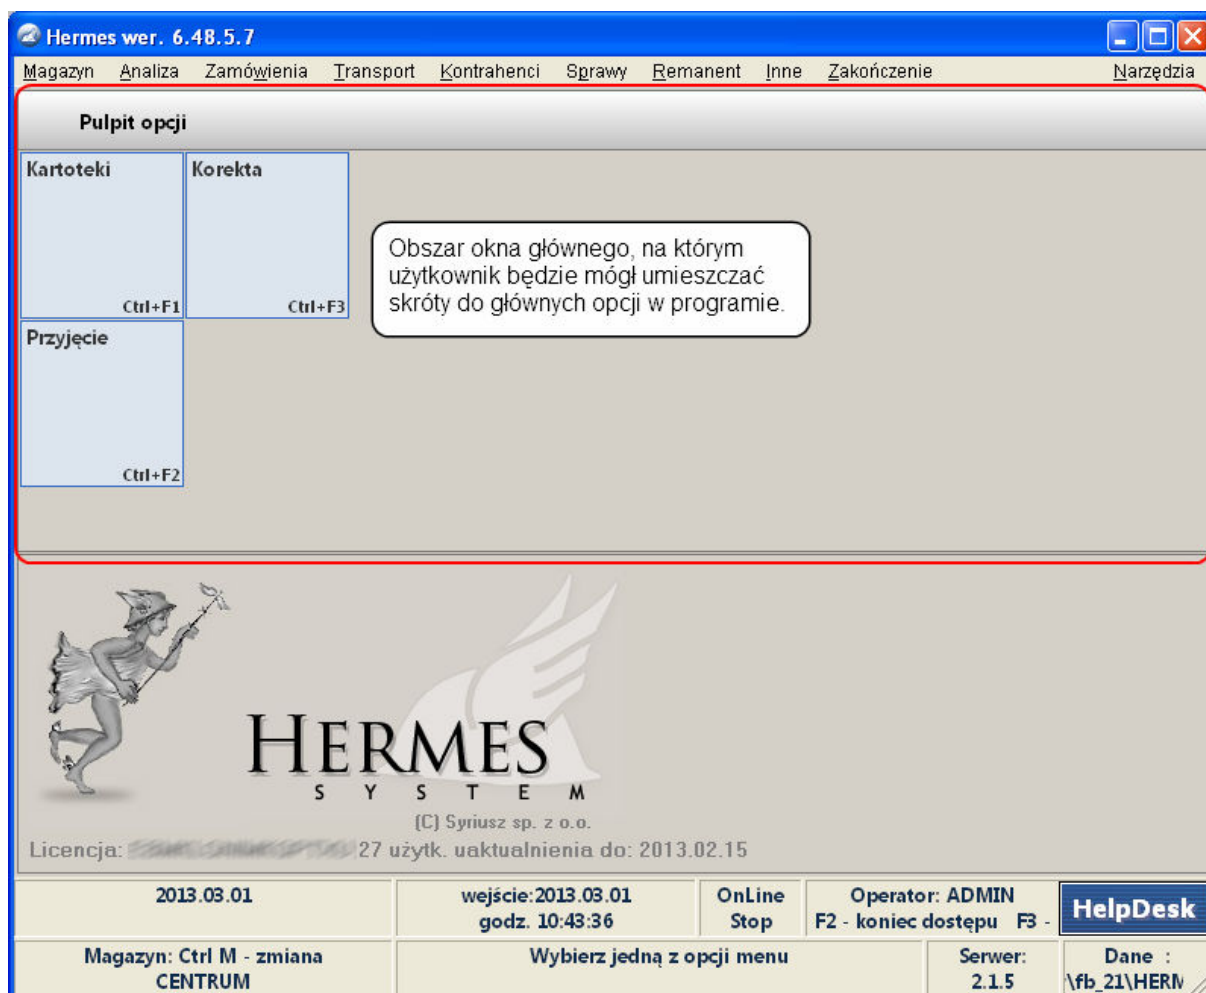 Hermes wer. 6.48.5.7
Magazyn Analiza Zamówienia Transport Kontrahenci Sprawy Remanent Inne Zakończenie Narzędzia
Pulpit opcji
Kartoteki Korekta
Ctrl+F1 Ctrl+F3
Obszar okna głównego, na którym
użytkownik będzie mógł umieszczać
skróty do głównych opcji w programie.
Przyjęcie
Ctrl+F2
HERMES
SYSTEM
(C) Syriusz sp. z o.o.
Licencja: 27 użytk. uaktualnienia do: 2013.02.15
2013.03.01
wejście:2013.03.01
godz. 10:43:36
OnLine
Stop
Operator: ADMIN
F2 - koniec dostępu F3 -
HelpDesk
Magazyn: Ctrl M - zmiana
CENTRUM
Wybierz jedną z opcji menu
Serwer:
2.1.5
Dane :
\fb_21\HERM